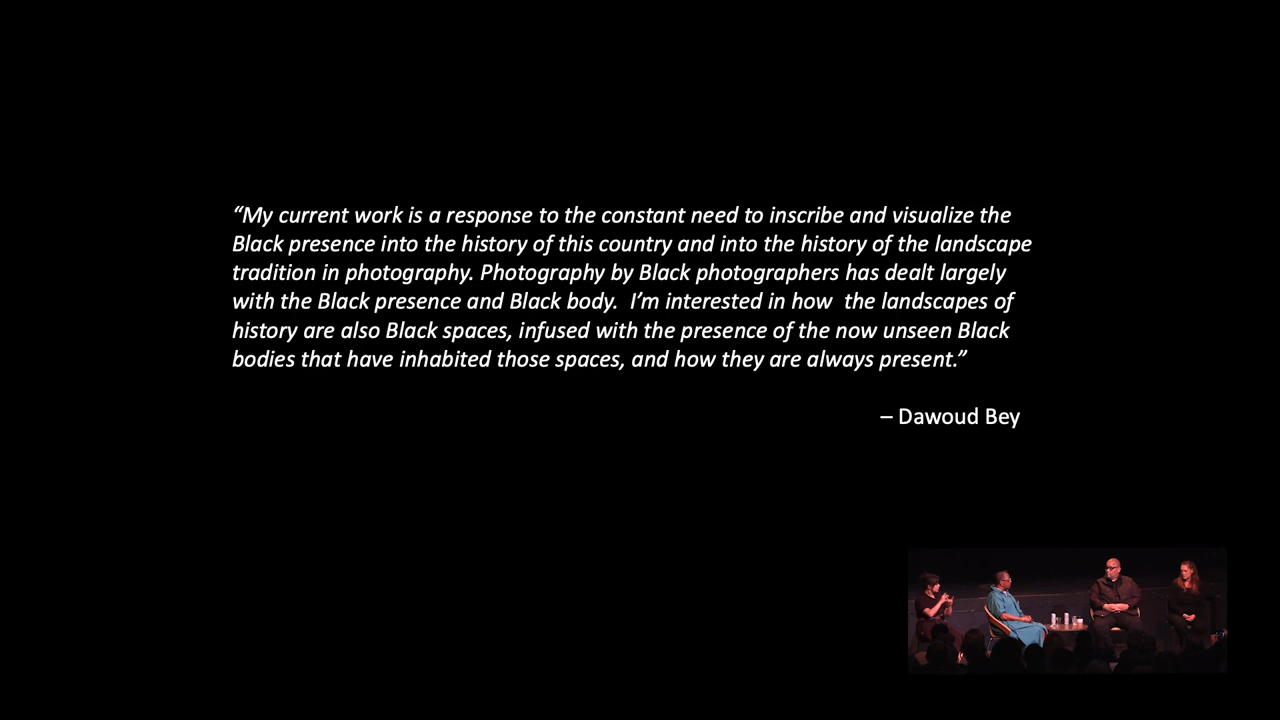 “My current work is a response to the constant need to inscribe and visualize the
Black presence into the history of this country and into the history of the landscape
tradition in photography. Photography by Black photographers has dealt largely
with the Black presence and Black body.  I’m interested in how  the landscapes of
history are also Black spaces, infused with the presence of the now unseen Black
bodies that have inhabited those spaces, and how they are always present.”
– Dawoud Bey